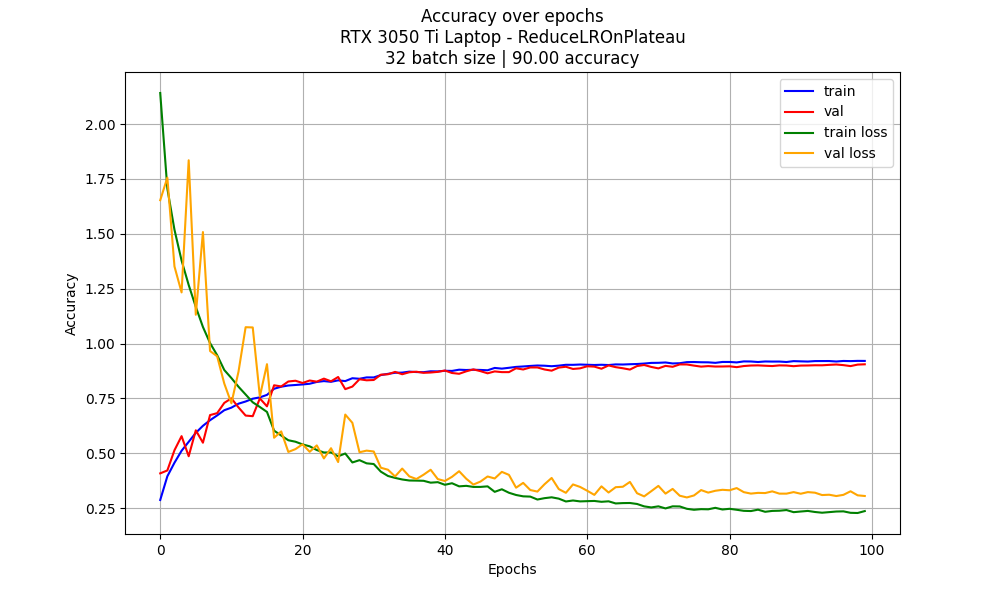 Accuracy over epochs
RTX 3050 Ti Laptop - ReduceLROnPlateau
32 batch size | 90.00 accuracy
train
val
train loss
val loss
Accuracy
2.00
1.75
1.50
1.25
1.00
0.75
0.50
0.25
0 20 40 60 80 100
Epochs